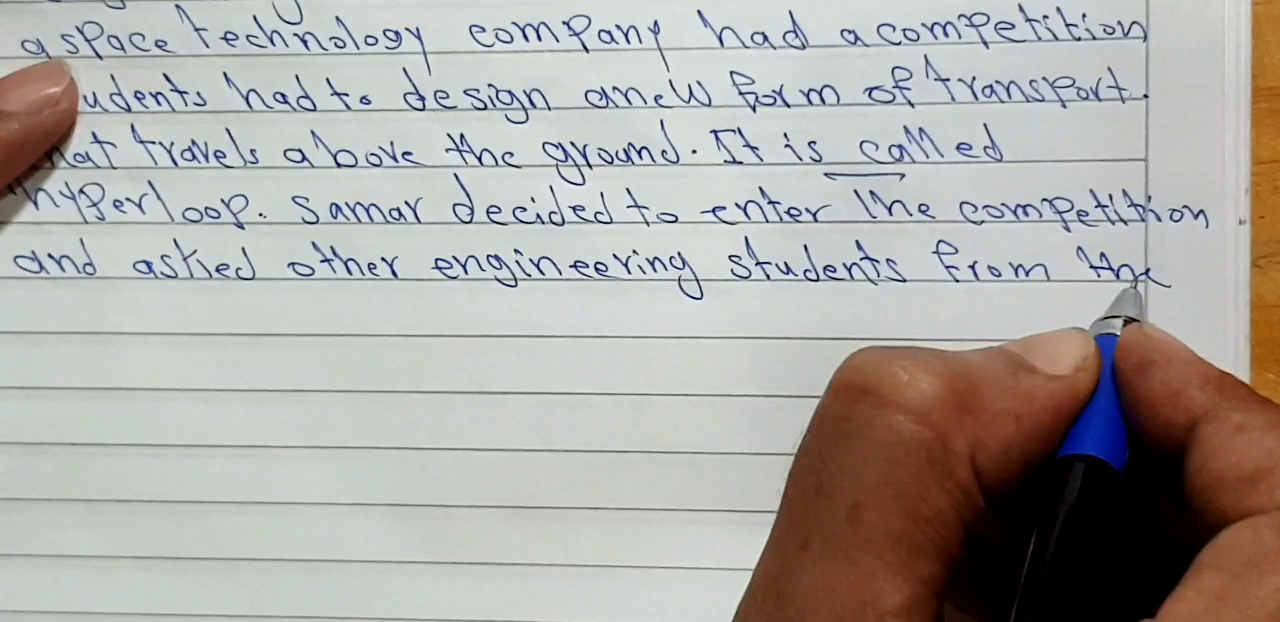 a space technology company had a competition
udents had to design a new form of transport.
hat travels above the ground. It is called
hyperloop. Samar decided to enter the competition
and asked other engineering students from the